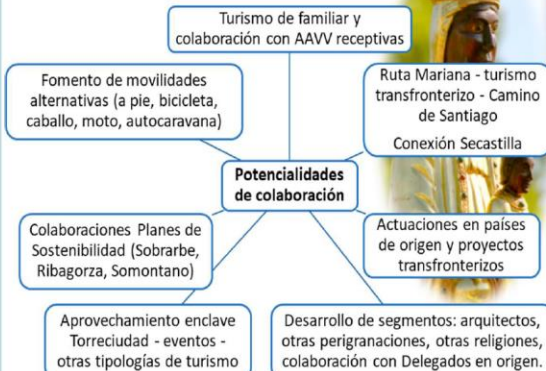 Turismo de familiar y
colaboración con AAVV receptivas
Fomento de movilidades
alternativas (a pie, bicicleta,
caballo, moto, autocaravana)
Ruta Mariana - turismo
transfronterizo - Camino
de Santiago
Conexión Secastilla
Potencialidades
de colaboración
Colaboraciones Planes de
Sostenibilidad (Sobrarbe,
Ribagorza, Somontano)
Actuaciones en países
de origen y proyectos
transfronterizos
Aprovechamiento enclave
Torreciudad - eventos -
otras tipologías de turismo
Desarrollo de segmentos: arquitectos,
otras perigranaciones, otras religiones,
colaboración con Delegados en origen.